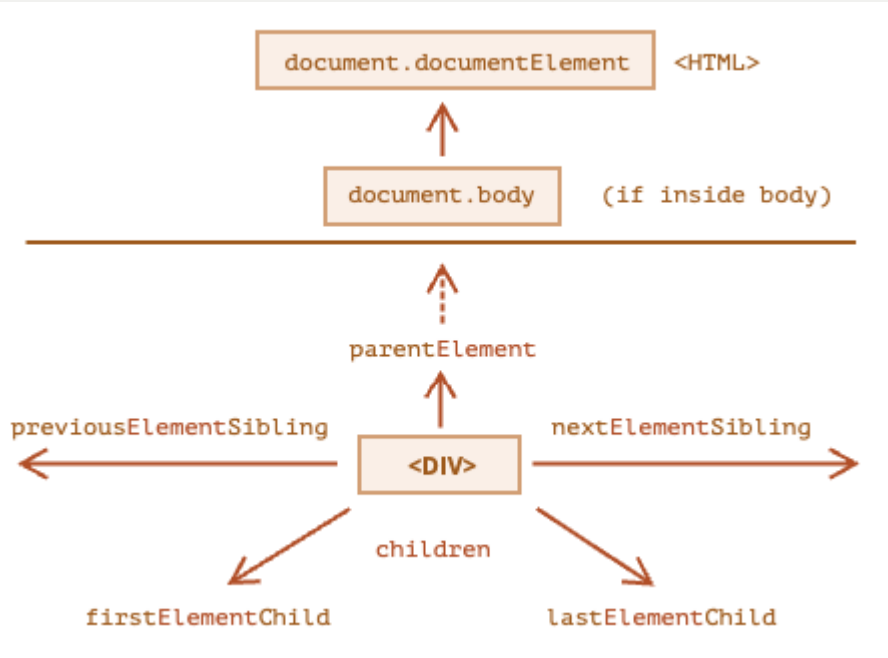 document.documentElement <HTML>
document.body (if inside body)
parentElement
previousElementSibling nextElementSibling
<DIV>
children
firstElementChild lastElementChild